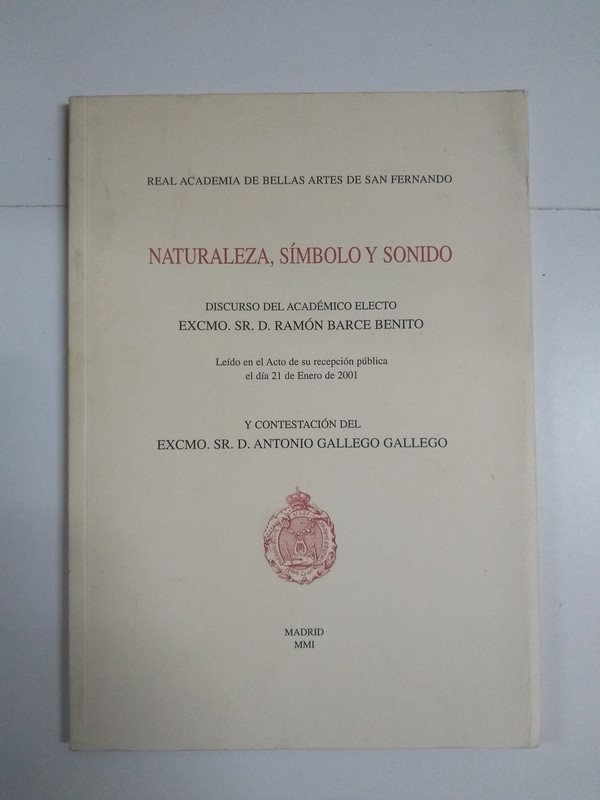 REAL ACADEMIA DE BELLAS ARTES DE SAN FERNANDO
NATURALEZA, SÍMBOLO Y SONIDO
DISCURSO DEL ACADÉMICO ELECTO
EXCMO. SR. D. RAMÓN BARCE BENITO
Leído en el Acto de su recepción pública
el día 21 de Enero de 2001
Y CONTESTACIÓN DEL
EXCMO. SR. D. ANTONIO GALLEGO GALLEGO
MADRID
MMI